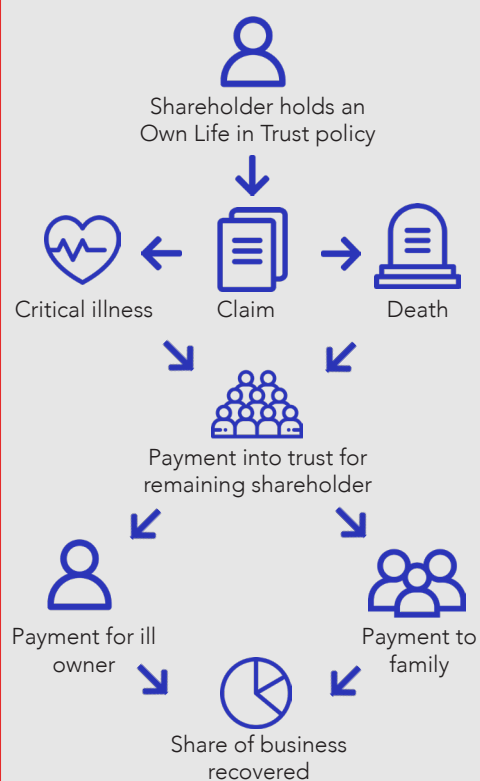 Shareholder holds an
Own Life in Trust policy
Critical illness
Claim
Death
Payment into trust for
remaining shareholder
Payment for ill
owner
Payment to
family
Share of business
recovered